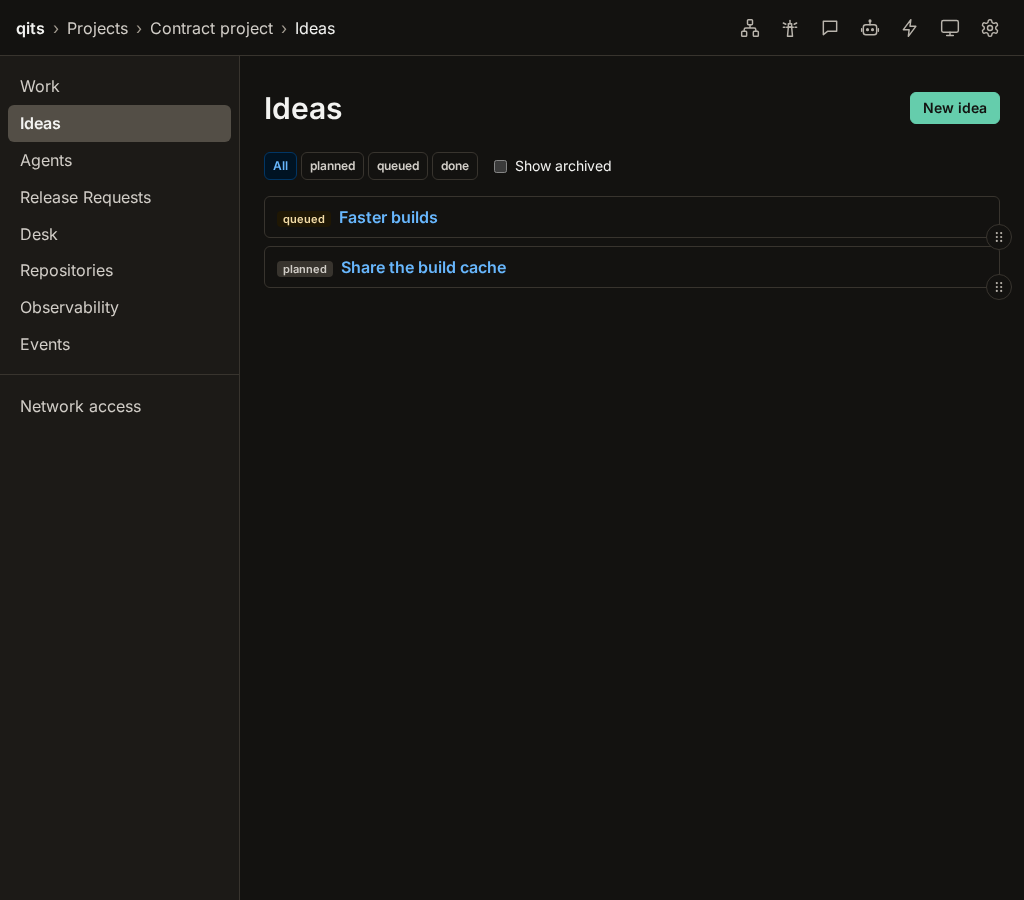 qits › Projects › Contract project › Ideas
Work
Ideas
Agents
Release Requests
Desk
Repositories
Observability
Events
Network access
Ideas
New idea
All planned queued done Show archived
queued Faster builds
planned Share the build cache